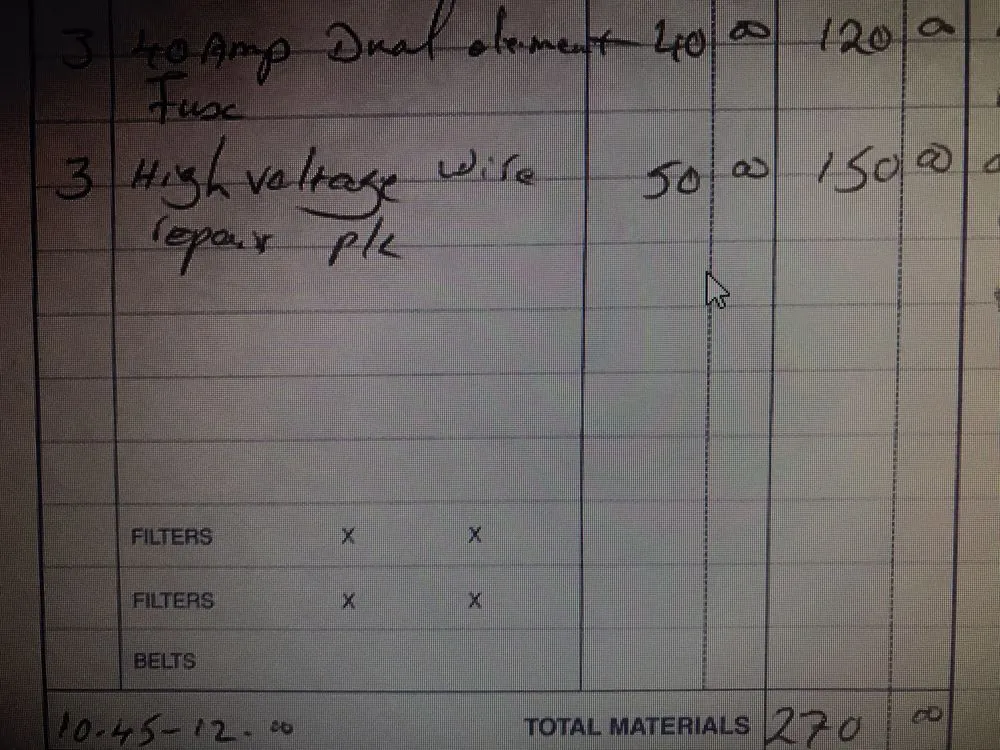 3 40 Amp Dual element 40 00 120 00
Fuse
3 High voltage wire 50 00 150 00
repair pk
FILTERS X X
FILTERS X X
BELTS
10.45-12.00 TOTAL MATERIALS 270 00